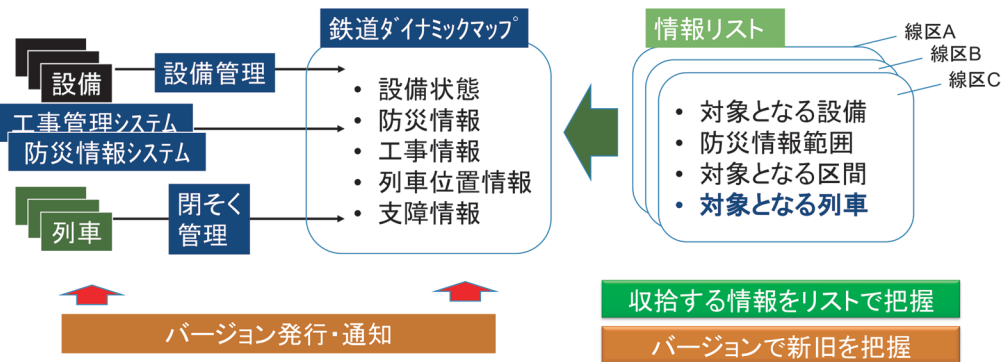 鉄道ダイナミックマップ
情報リスト
線区A
線区B
線区C
設備
設備管理
工事管理システム
防災情報システム
列車
閉そく
管理
• 設備状態
• 防災情報
• 工事情報
• 列車位置情報
• 支障情報
• 対象となる設備
• 防災情報範囲
• 対象となる区間
• 対象となる列車
バージョン発行・通知
収拾する情報をリストで把握
バージョンで新旧を把握